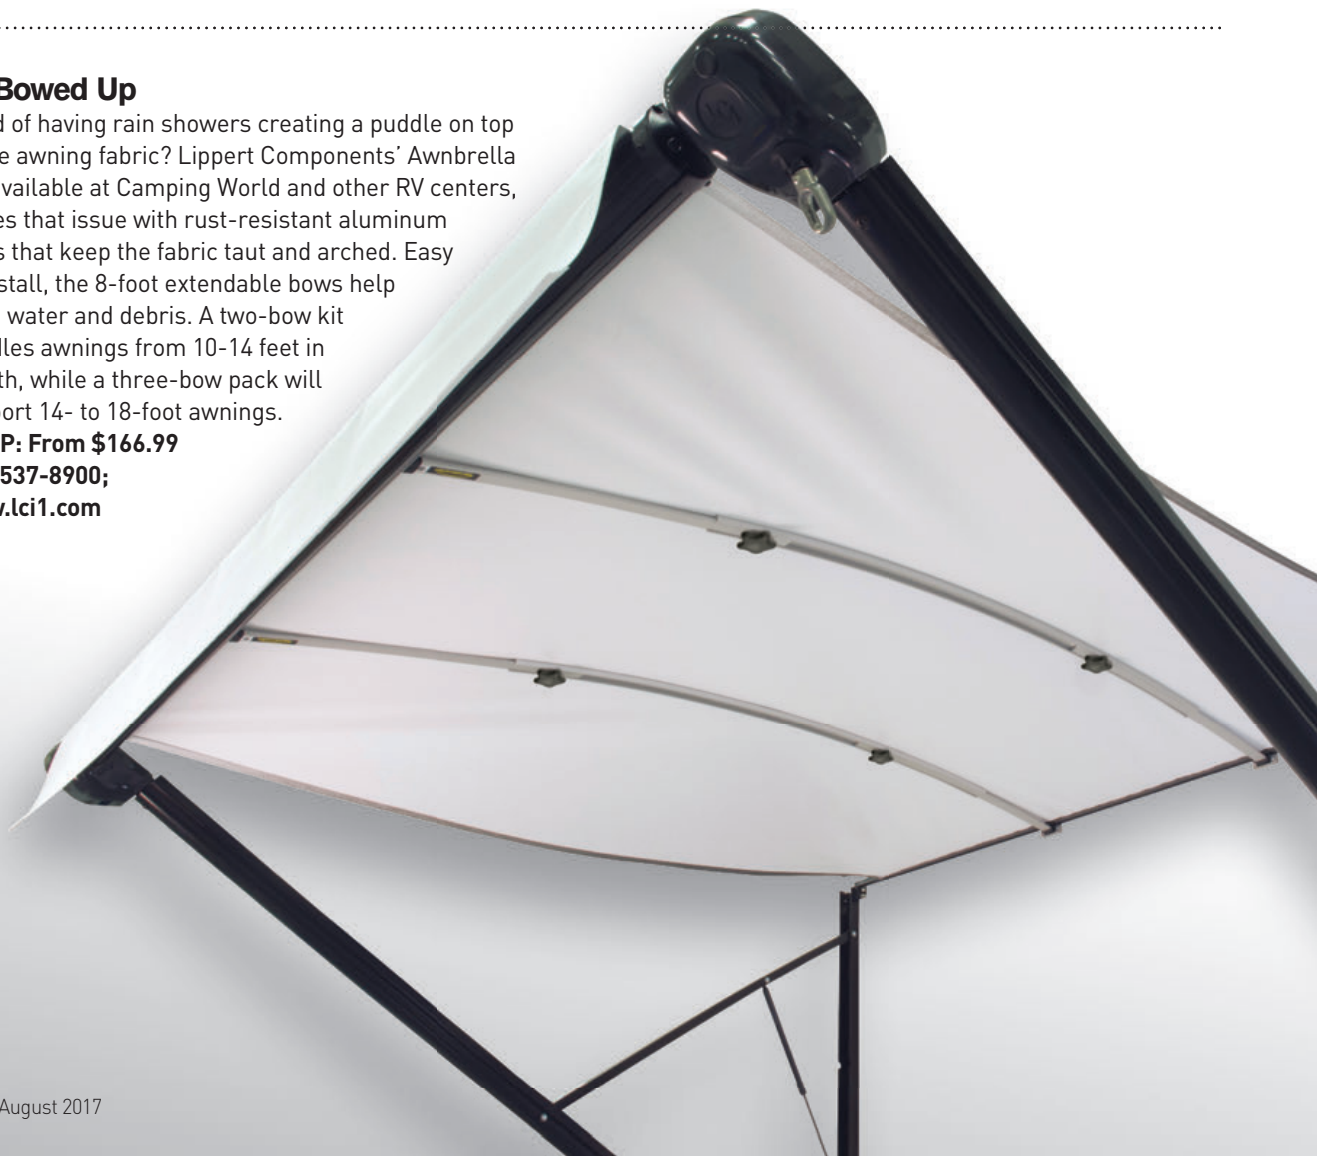 Bowed Up
d of having rain showers creating a puddle on top
e awning fabric? Lippert Components’ Awnbrella
vailable at Camping World and other RV centers,
es that issue with rust-resistant aluminum
s that keep the fabric taut and arched. Easy
stall, the 8-foot extendable bows help
water and debris. A two-bow kit
lles awnings from 10-14 feet in
th, while a three-bow pack will
port 14- to 18-foot awnings.
P: From $166.99
537-8900;
v.lci1.com
LCI
August 2017